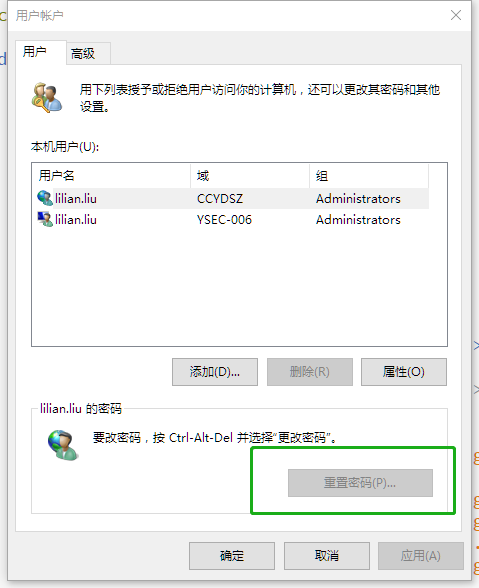 用户帐户
用户
高级
用下列表授予或拒绝用户访问你的计算机，还可以更改其密码和其他
设置。
本机用户(U):
用户名 域 组
lilian.liu CCYDSZ Administrators
lilian.liu YSEC-006 Administrators
添加(D)... 删除(R) 属性(O)
lilian.liu 的密码
要改密码，按 Ctrl-Alt-Del 并选择“更改密码”。
重置密码(P)...
确定 取消 应用(A)